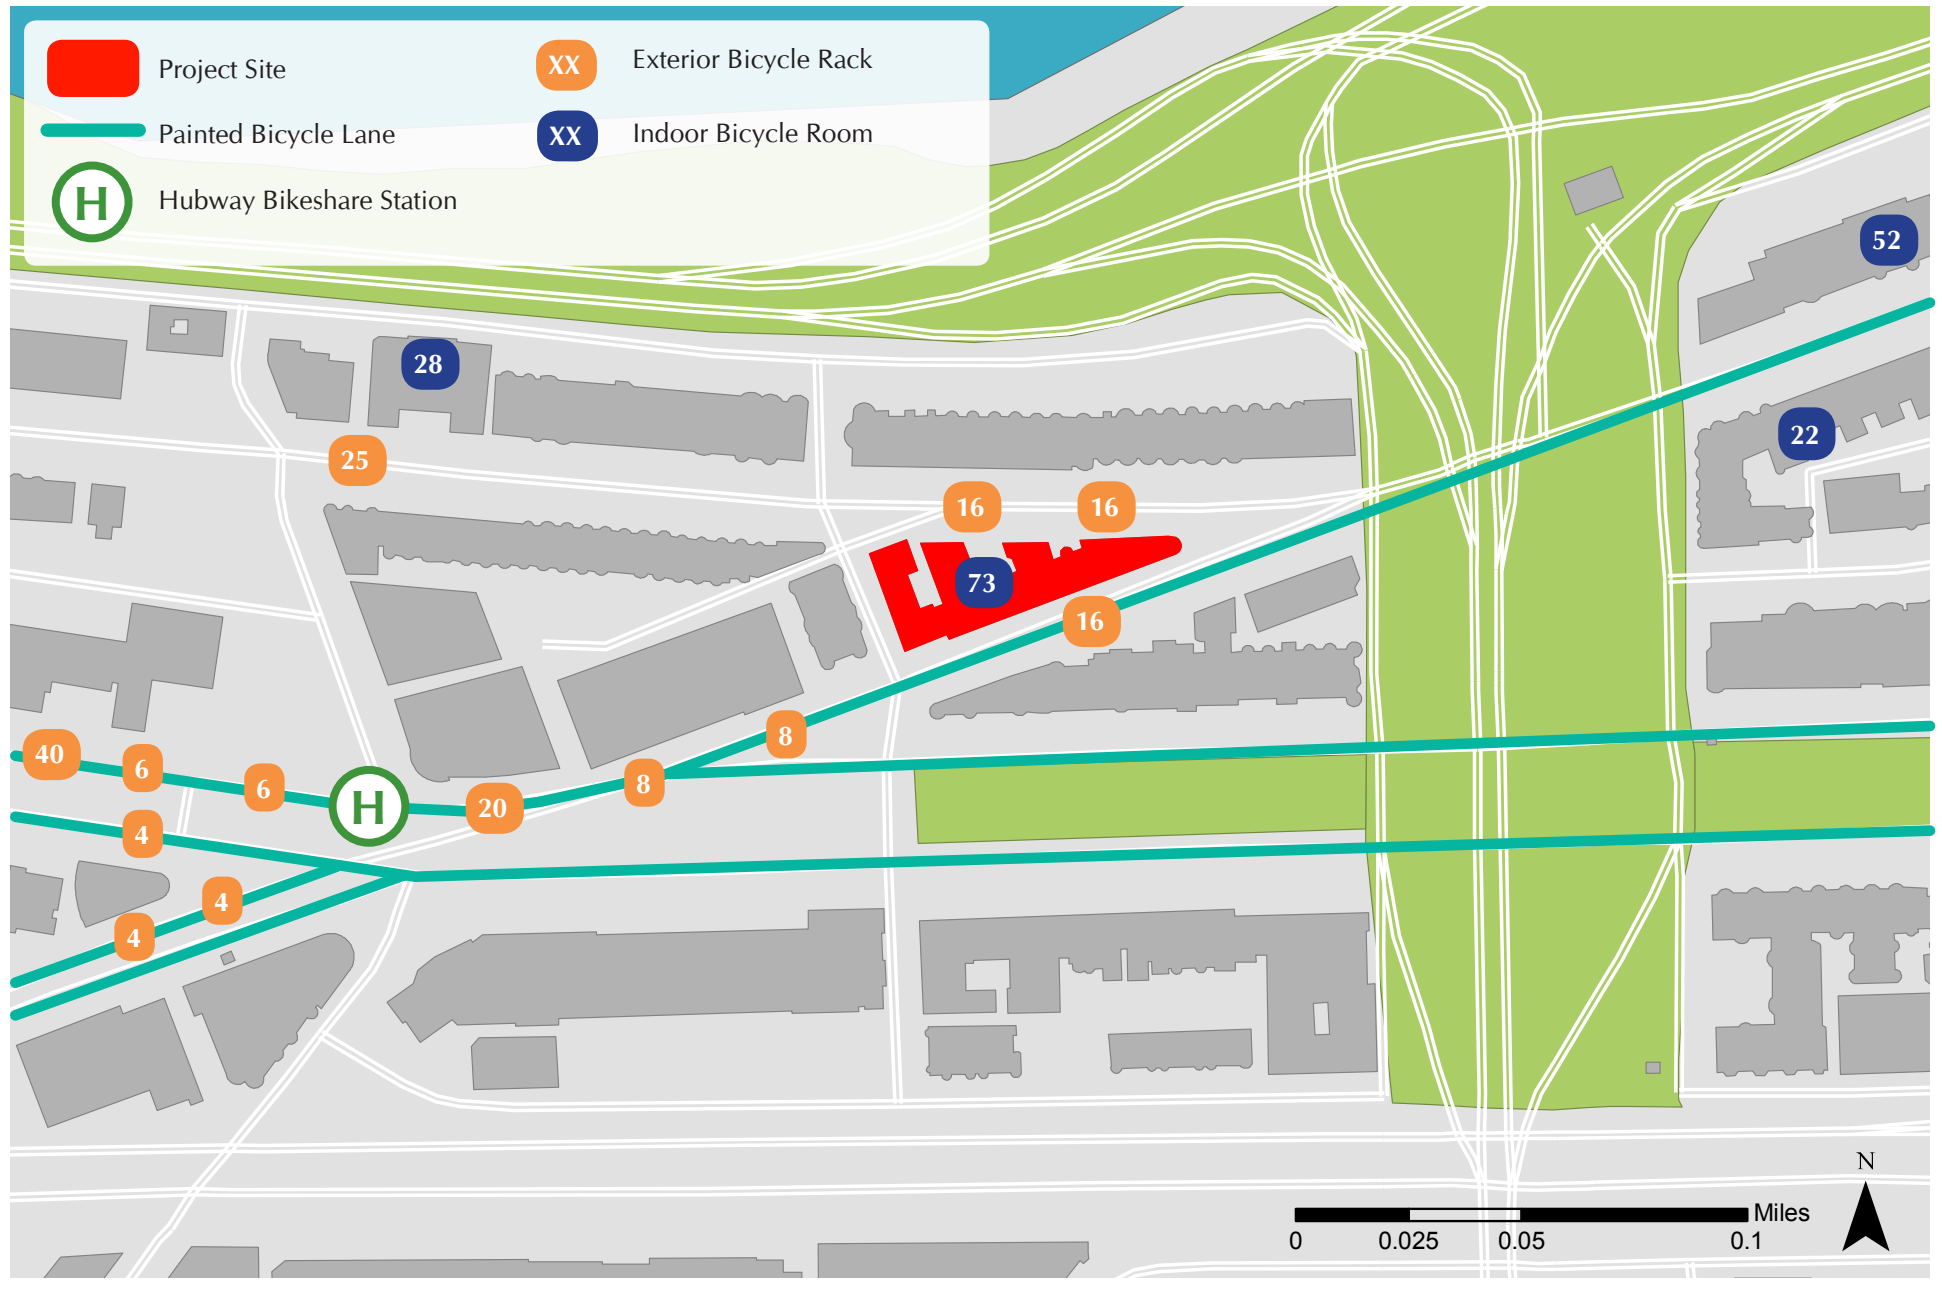 Project Site
XX Exterior Bicycle Rack
Painted Bicycle Lane
XX Indoor Bicycle Room
H Hubway Bikeshare Station
52
28
22
25
16
16
73
16
8
40
6
6
8
H
20
4
4
4
N
Miles
0 0.025 0.05 0.1